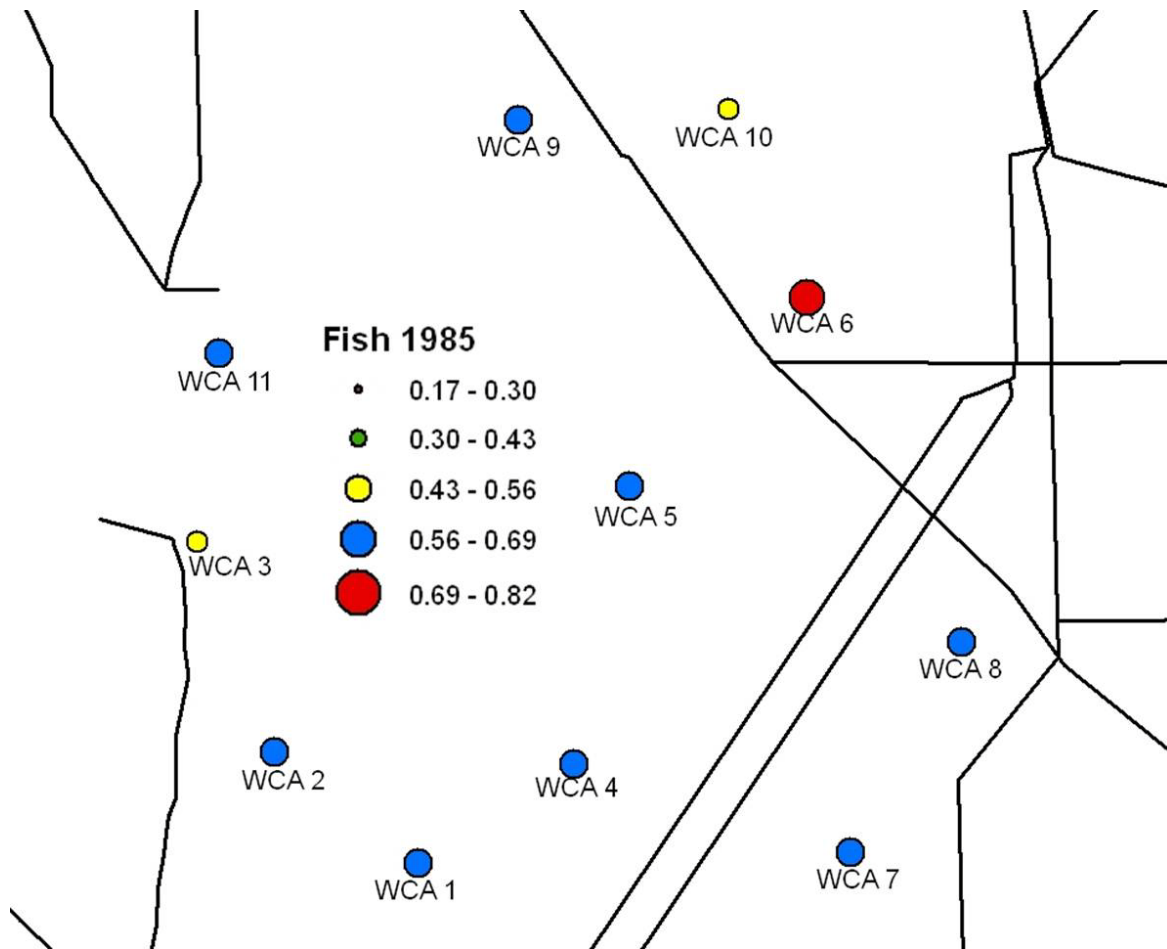 WCA 9
WCA 10
WCA 6
WCA 11
Fish 1985
0.17 - 0.30
0.30 - 0.43
0.43 - 0.56
0.56 - 0.69
0.69 - 0.82
WCA 5
WCA 3
WCA 8
WCA 2
WCA 4
WCA 1
WCA 7